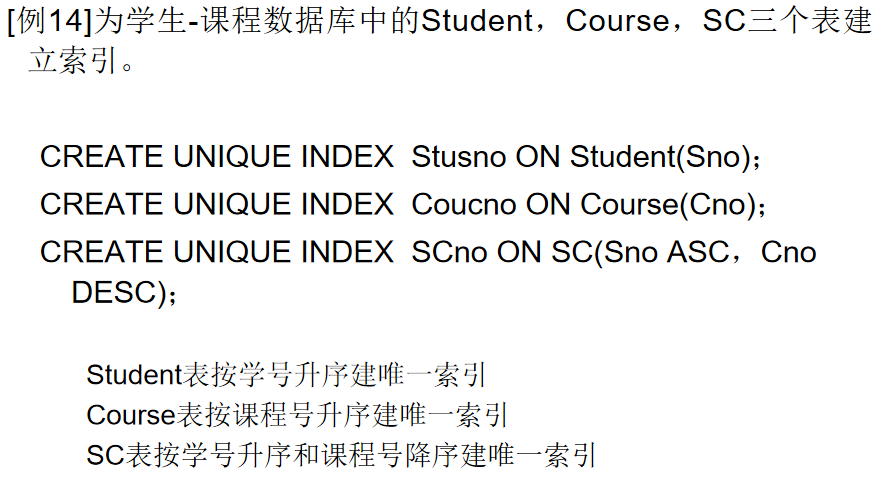 [例14]为学生-课程数据库中的Student，Course，SC三个表建
立索引。
CREATE UNIQUE INDEX Stusno ON Student(Sno)；
CREATE UNIQUE INDEX Coucno ON Course(Cno)；
CREATE UNIQUE INDEX SCno ON SC(Sno ASC，Cno
DESC)；
Student表按学号升序建唯一索引
Course表按课程号升序建唯一索引
SC表按学号升序和课程号降序建唯一索引